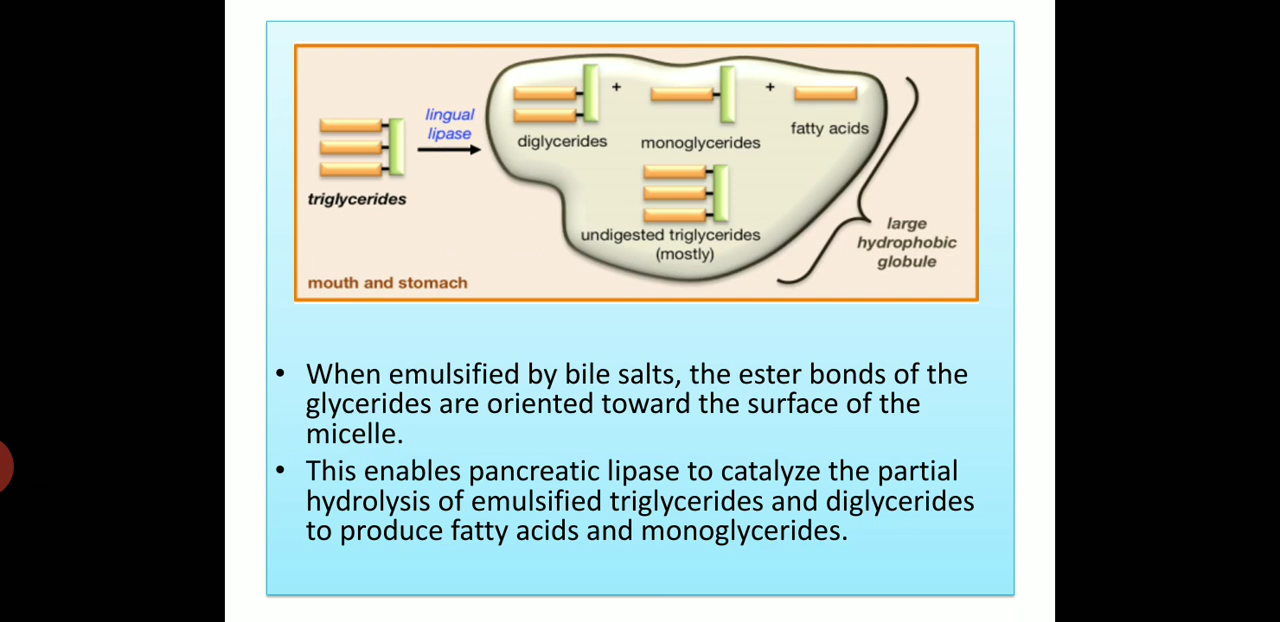 lingual
lipase
triglycerides
+
+
diglycerides
monoglycerides
fatty acids
undigested triglycerides
(mostly)
large
hydrophobic
globule
mouth and stomach
• When emulsified by bile salts, the ester bonds of the
glycerides are oriented toward the surface of the
micelle.
• This enables pancreatic lipase to catalyze the partial
hydrolysis of emulsified triglycerides and diglycerides
to produce fatty acids and monoglycerides.